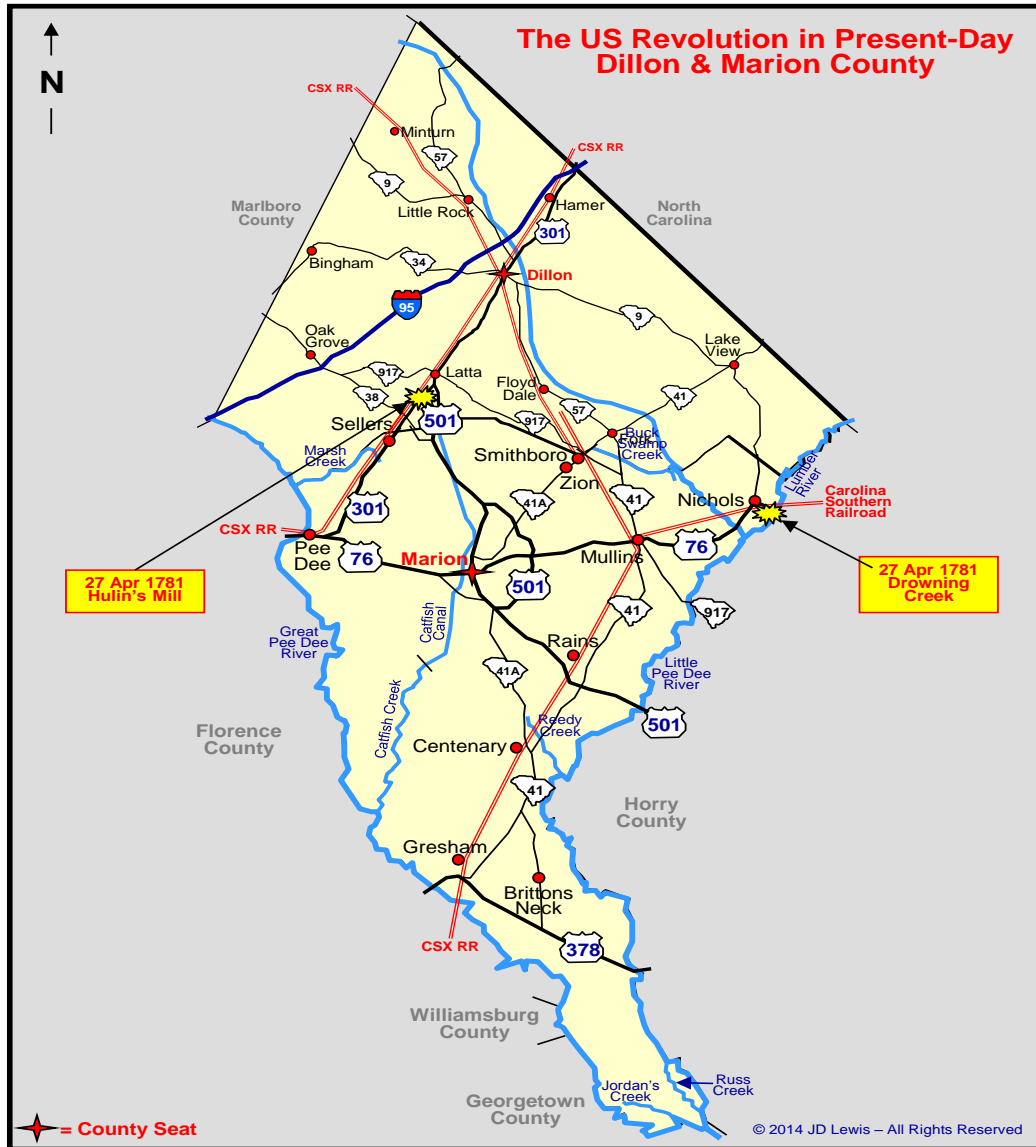 The US Revolution in Present-Day
Dillon & Marion County
N
CSX RR
Minturn
CSX RR
57
9
Marlboro
County
Little Rock
Hamer
North
Carolina
301
Bingham
34
Dillon
95
9
Oak
Grove
Lake
View
917
Latta
38
Floyd
Dale
57
41
501
917
Sellers
Fork
Buck
Swamp
Creek
Marsh
Creek
Smithboro
Zion
Lumber
River
Nichols
Carolina
Southern
Railroad
301
41A
41
CSX RR
Pee
Dee
76
Marion
Mullins
76
27 Apr 1781
Hulin's Mill
501
27 Apr 1781
Drowning
Creek
41
917
Catfish
Canal
Great
Pee Dee
River
Rains
41A
Little
Pee Dee
River
Catfish Creek
501
Reedy
Creek
Florence
County
Centenary
41
Horry
County
Gresham
Brittons
Neck
CSX RR
378
Williamsburg
County
Jordan's
Creek
Russ
Creek
Georgetown
County
= County Seat
© 2014 JD Lewis – All Rights Reserved